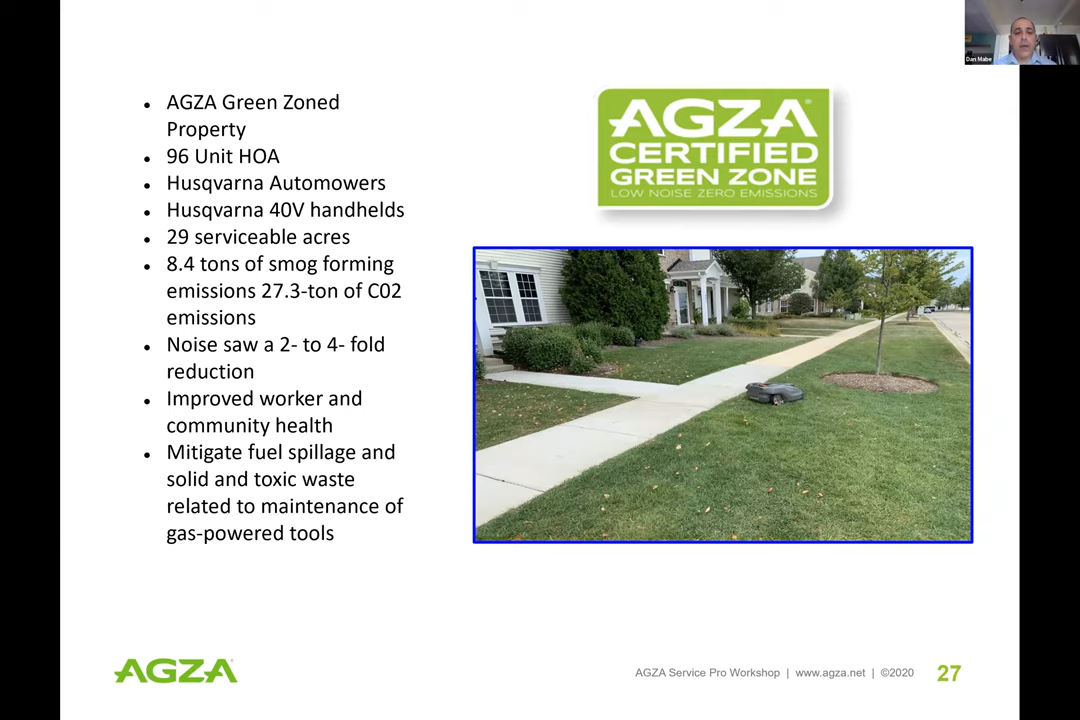 Dan Mabe
AGZA Green Zoned
Property
96 Unit HOA
Husqvarna Automowers
Husqvarna 40V handhelds
29 serviceable acres
8.4 tons of smog forming
emissions 27.3-ton of C02
emissions
Noise saw a 2- to 4- fold
reduction
Improved worker and
community health
Mitigate fuel spillage and
solid and toxic waste
related to maintenance of
gas-powered tools
AGZA®
CERTIFIED
GREEN ZONE
LOW NOISE ZERO EMISSIONS
AGZA
AGZA Service Pro Workshop | www.agza.net | ©2020
27